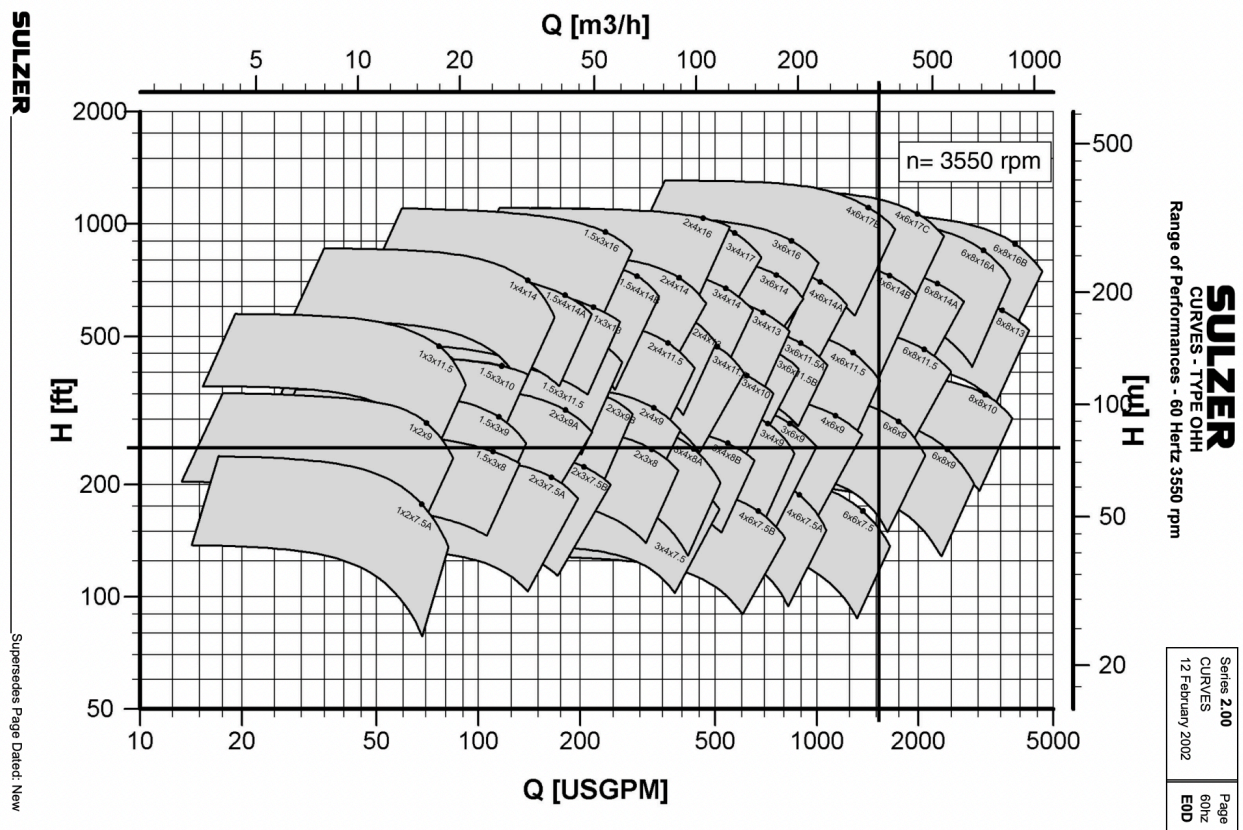 SULZER
Supersedes Page Dated: New
Q [m3/h]
5 10 20 50 100 200 500 1000
n= 3550 rpm
H [ft]
2000
1000
500
200
100
50
H [m]
500
200
100
50
20
4x6x17B
4x6x17C
6x8x16B
6x8x16A
1.5x3x16
2x4x16
3x4x17
3x6x16
1x4x14
1.5x4x14A
1.5x4x14B
2x4x14
3x4x14
3x6x14
4x6x14A
4x6x14B
6x8x14A
8x8x13
1x3x13
2x4x13
3x4x13
1x3x11.5
1.5x3x10
1.5x3x11.5
2x4x11.5
3x4x11.5
3x6x11.5A
3x6x11.5B
4x6x11.5
6x8x11.5
3x4x10
8x8x10
1x2x9
1.5x3x9
2x3x9A
2x3x9B
2x4x9
3x4x9
3x6x9
4x6x9
6x6x9
6x8x9
1.5x3x8
2x3x8
3x4x8A
3x4x8B
1x2x7.5A
2x3x7.5A
2x3x7.5B
3x4x7.5
4x6x7.5B
4x6x7.5A
6x6x7.5
10 20 50 100 200 500 1000 2000 5000
Q [USGPM]
SULZER
CURVES - TYPE OHH
Range of Performances - 60 Hertz 3550 rpm
Series 2.00
CURVES
12 February 2002
Page
60hz
E0D